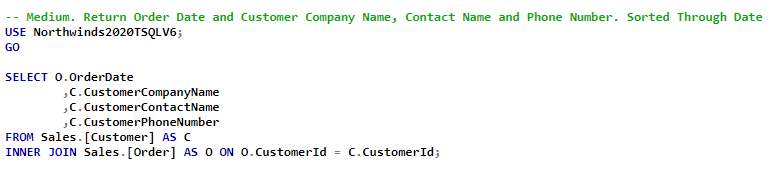 -- Medium. Return Order Date and Customer Company Name, Contact Name and Phone Number. Sorted Through Date
USE Northwinds2020TSQLV6;
GO
SELECT O.OrderDate
,C.CustomerCompanyName
,C.CustomerContactName
,C.CustomerPhoneNumber
FROM Sales.[Customer] AS C
INNER JOIN Sales.[Order] AS O ON O.CustomerId = C.CustomerId;